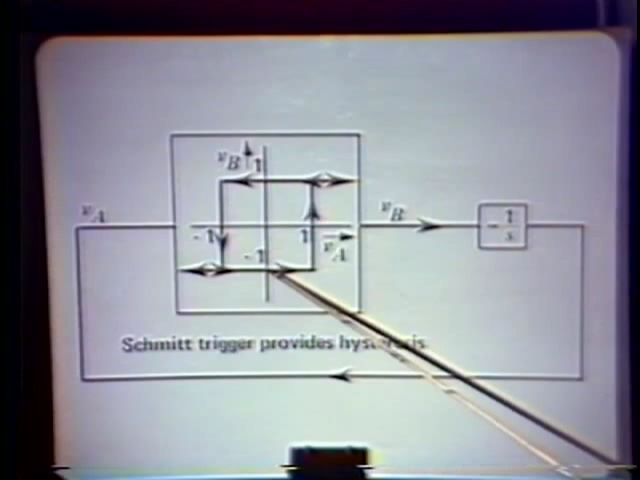 v_B 1
v_A
v_B
- 1 / s
-1
1
v_A
-1
Schmitt trigger provides hysteresis